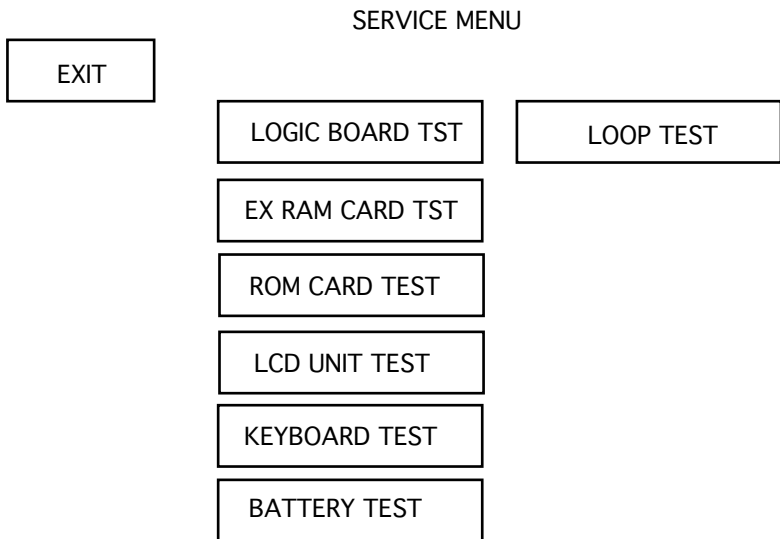 SERVICE MENU
EXIT
LOGIC BOARD TST
LOOP TEST
EX RAM CARD TST
ROM CARD TEST
LCD UNIT TEST
KEYBOARD TEST
BATTERY TEST